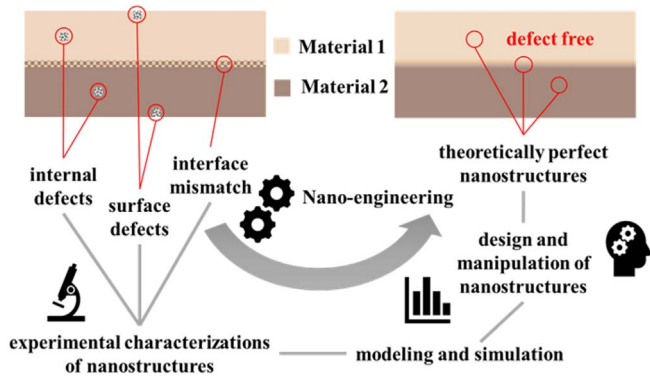 Material 1
Material 2
defect free
internal
defects
surface
defects
interface
mismatch
Nano-engineering
theoretically perfect
nanostructures
design and
manipulation of
nanostructures
experimental characterizations
of nanostructures
modeling and simulation